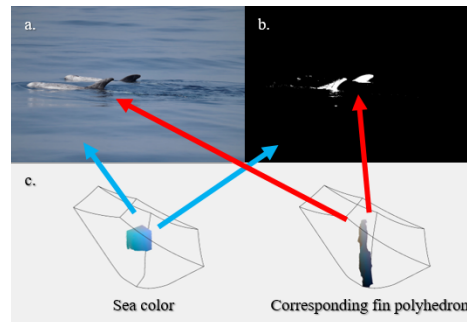 a.
b.
c.
Sea color
Corresponding fin polyhedron